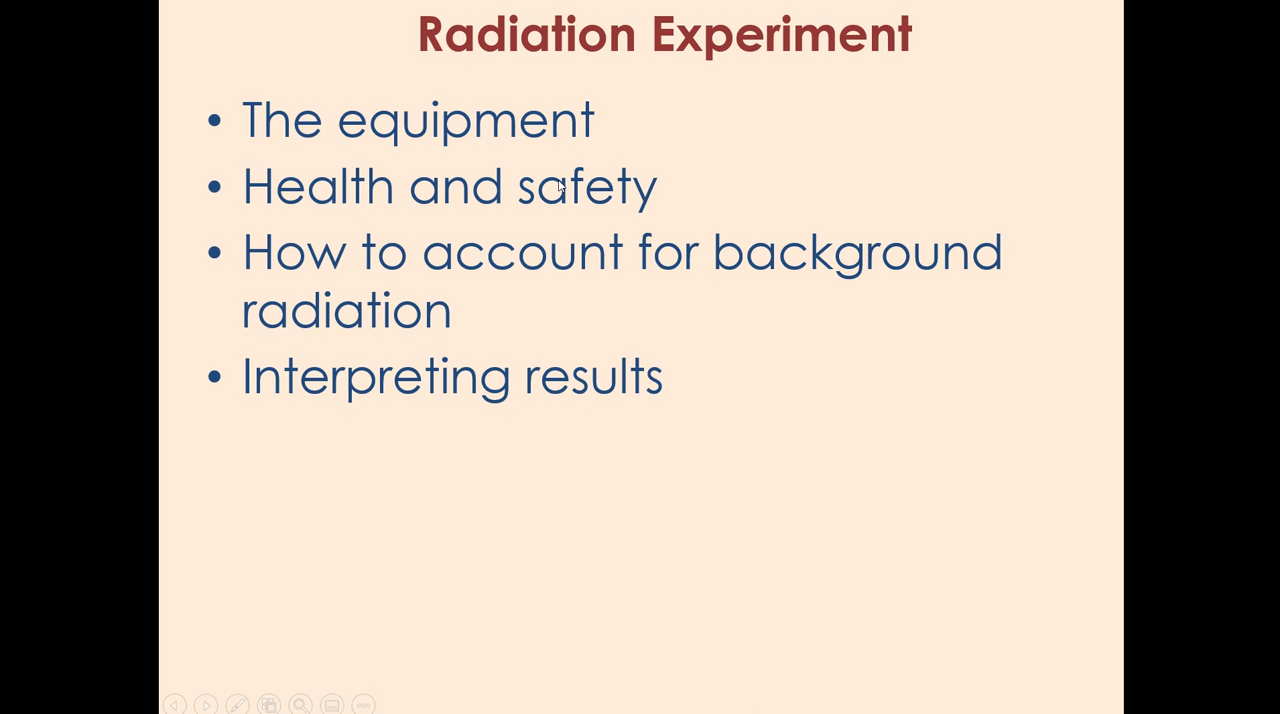 Radiation Experiment
• The equipment
• Health and safety
• How to account for background
radiation
• Interpreting results